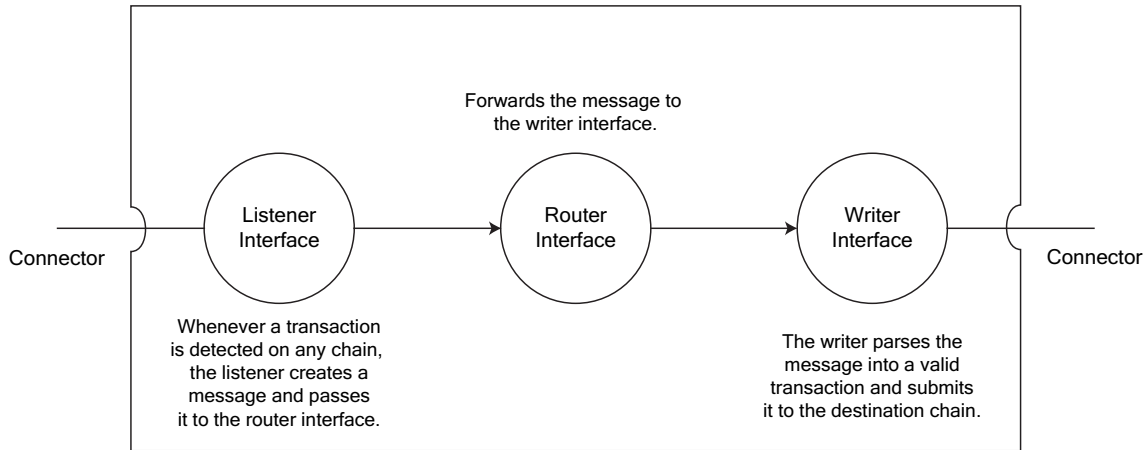 Forwards the message to
the writer interface.
Listener
Interface
Router
Interface
Writer
Interface
Connector
Connector
Whenever a transaction
is detected on any chain,
the listener creates a
message and passes
it to the router interface.
The writer parses the
message into a valid
transaction and submits
it to the destination chain.